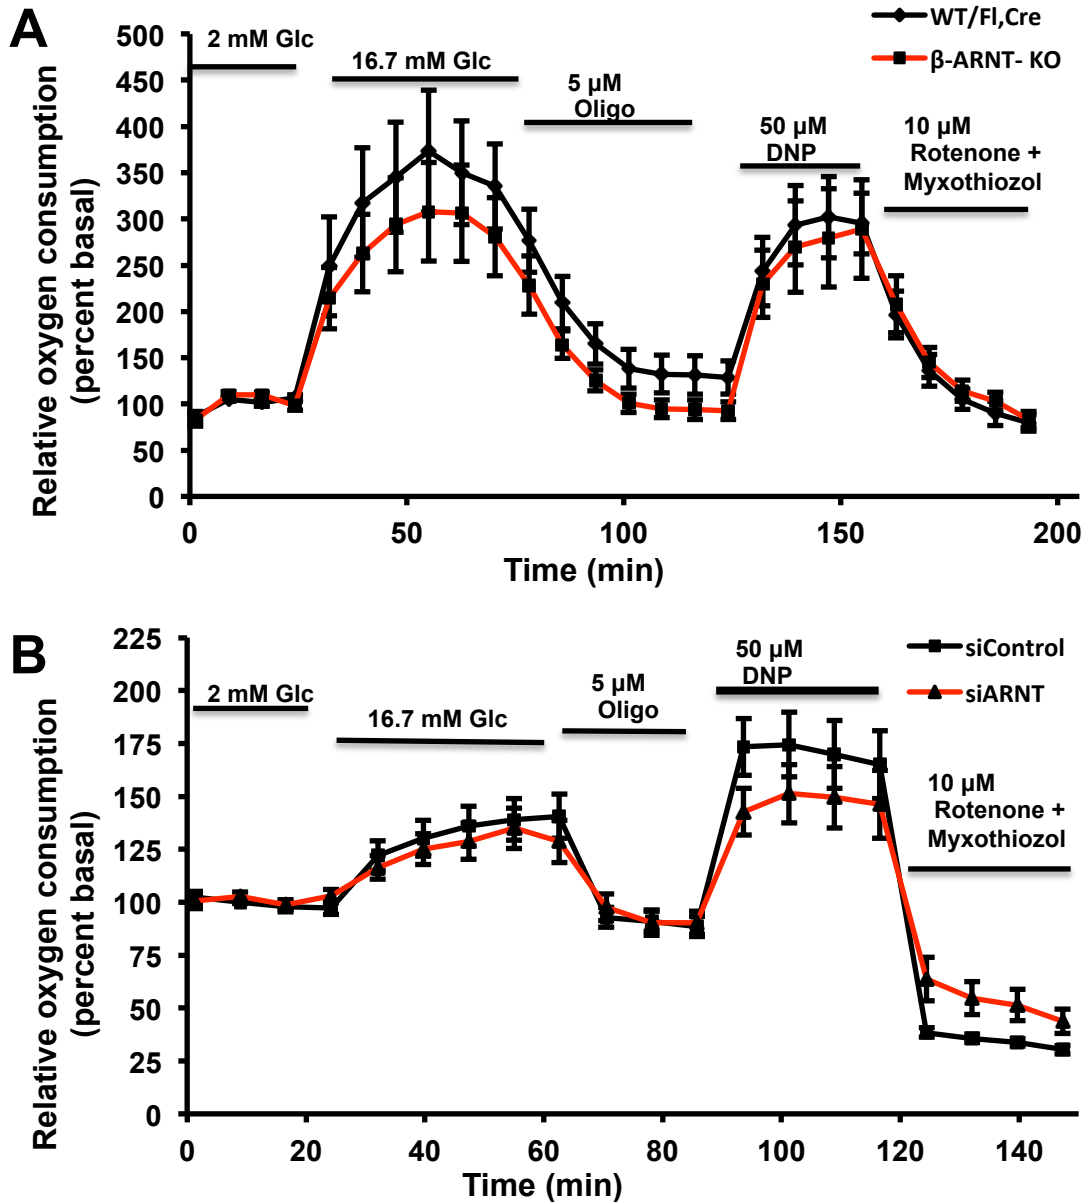 A
WT/Fl,Cre
β-ARNT- KO
2 mM Glc
16.7 mM Glc
5 µM
Oligo
50 µM
DNP
10 µM
Rotenone +
Myxothiozol
Relative oxygen consumption
(percent basal)
500
450
400
350
300
250
200
150
100
50
0
0 50 100 150 200
Time (min)
B
siControl
siARNT
2 mM Glc
16.7 mM Glc
5 µM
Oligo
50 µM
DNP
10 µM
Rotenone +
Myxothiozol
Relative oxygen consumption
(percent basal)
225
200
175
150
125
100
75
50
25
0
0 20 40 60 80 100 120 140
Time (min)